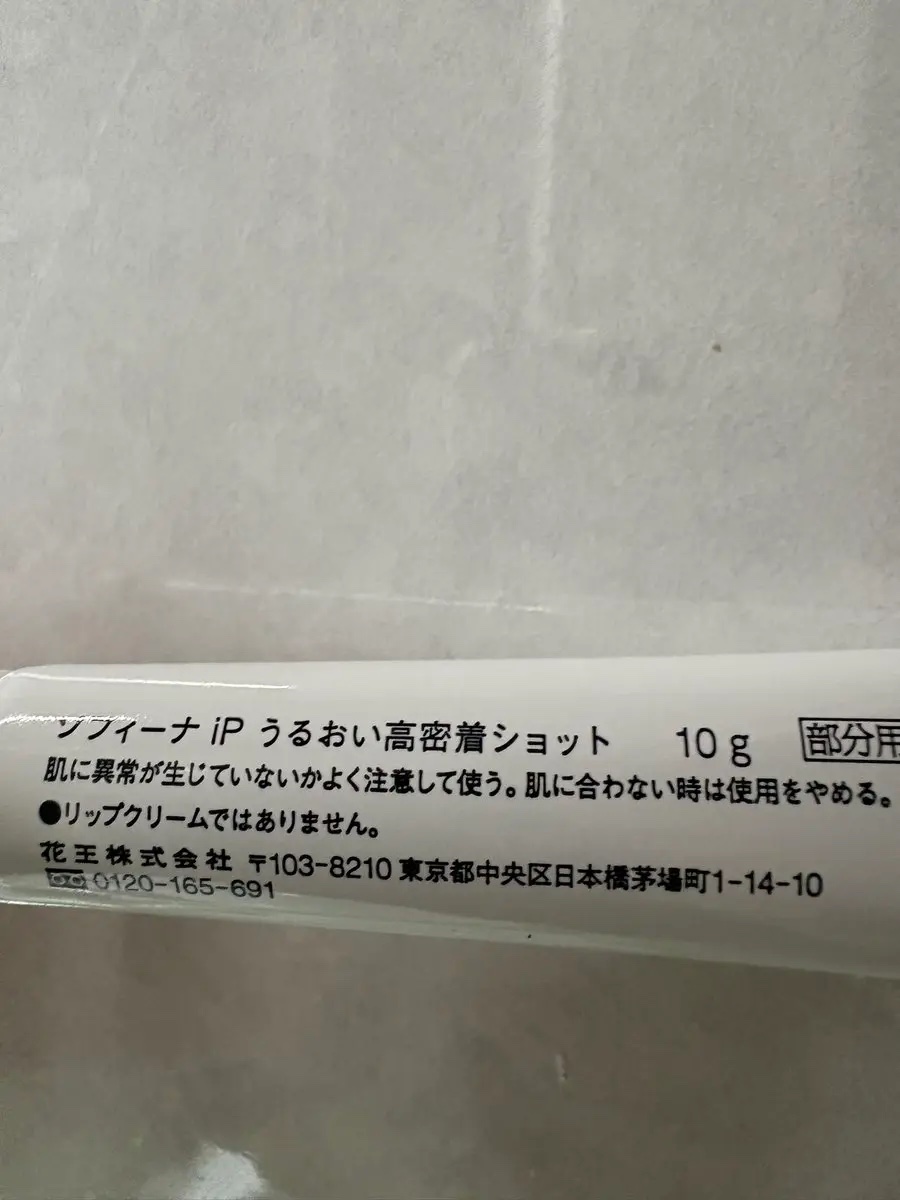 ソフィーナ iP うるおい高密着ショット 10 g 部分用
肌に異常が生じていないかよく注意して使う。肌に合わない時は使用をやめる。
●リップクリームではありません。
花王株式会社 〒103-8210 東京都中央区日本橋茅場町1-14-10
0120-165-691